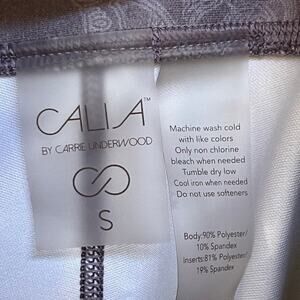 CALIA™
BY CARRIE UNDERWOOD
S
Machine wash cold
with like colors
Only non chlorine
bleach when needed
Tumble dry low
Cool iron when needed
Do not use softeners
Body:90% Polyester/
10% Spandex
inserts:81% Polyester/
19% Spandex